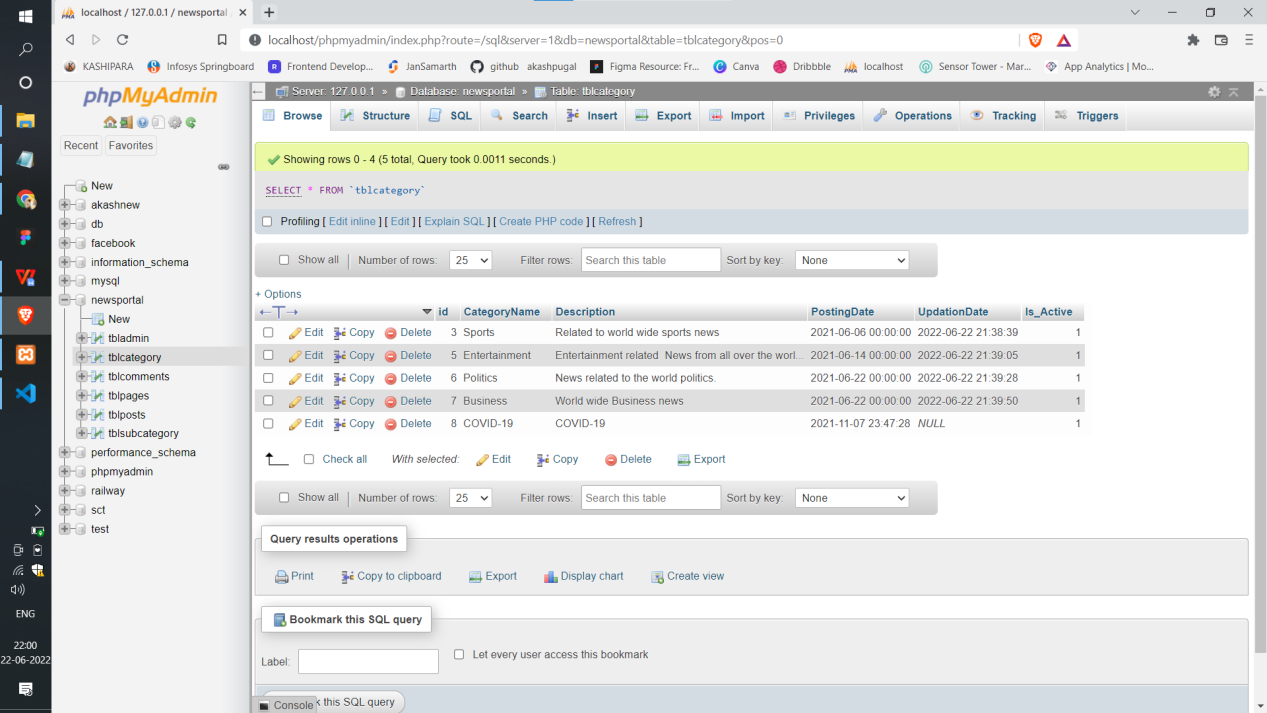 localhost / 127.0.0.1 / newsportal
localhost/phpmyadmin/index.php?route=/sql&server=1&db=newsportal&table=tblcategory&pos=0
KASHIPARA Infosys Springboard Frontend Develop... JanSamarth github akashpugal Figma Resource: Fr... Canva Dribbble localhost Sensor Tower - Mar... App Analytics | Mo...
phpMyAdmin
Recent Favorites
New
akashnew
db
facebook
information_schema
mysql
newsportal
New
tbladmin
tblcategory
tblcomments
tblpages
tblposts
tblsubcategory
performance_schema
phpmyadmin
railway
sct
test
Server: 127.0.0.1 » Database: newsportal » Table: tblcategory
Browse Structure SQL Search Insert Export Import Privileges Operations Tracking Triggers
Showing rows 0 - 4 (5 total, Query took 0.0011 seconds.)
SELECT * FROM `tblcategory`
Profiling [ Edit inline ] [ Edit ] [ Explain SQL ] [ Create PHP code ] [ Refresh ]
Show all | Number of rows: 25 Filter rows: Search this table Sort by key: None
+ Options
←T→ id CategoryName Description PostingDate UpdationDate Is_Active
Edit Copy Delete 3 Sports Related to world wide sports news 2021-06-06 00:00:00 2022-06-22 21:38:39 1
Edit Copy Delete 5 Entertainment Entertainment related News from all over the worl... 2021-06-14 00:00:00 2022-06-22 21:39:05 1
Edit Copy Delete 6 Politics News related to the world politics. 2021-06-22 00:00:00 2022-06-22 21:39:28 1
Edit Copy Delete 7 Business World wide Business news 2021-06-22 00:00:00 2022-06-22 21:39:50 1
Edit Copy Delete 8 COVID-19 COVID-19 2021-11-07 23:47:28 NULL 1
Check all With selected: Edit Copy Delete Export
Show all | Number of rows: 25 Filter rows: Search this table Sort by key: None
Query results operations
Print Copy to clipboard Export Display chart Create view
Bookmark this SQL query
Label: Let every user access this bookmark
Console k this SQL query
ENG
22:00
22-06-2022